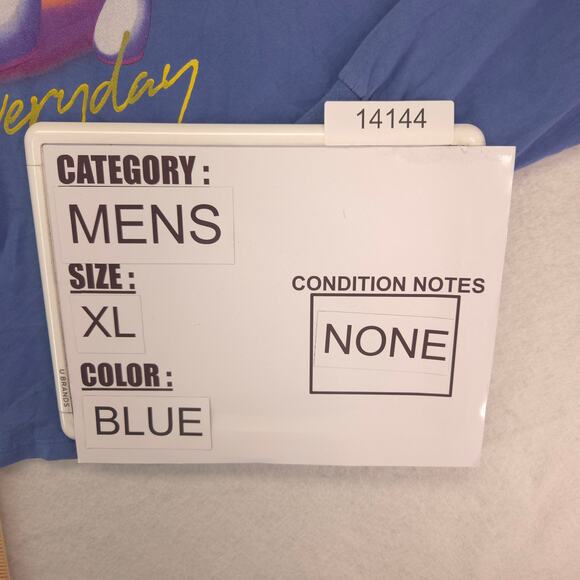 everyday
14144
CATEGORY :
MENS
SIZE :
XL
CONDITION NOTES
NONE
COLOR :
BLUE
U BRANDS